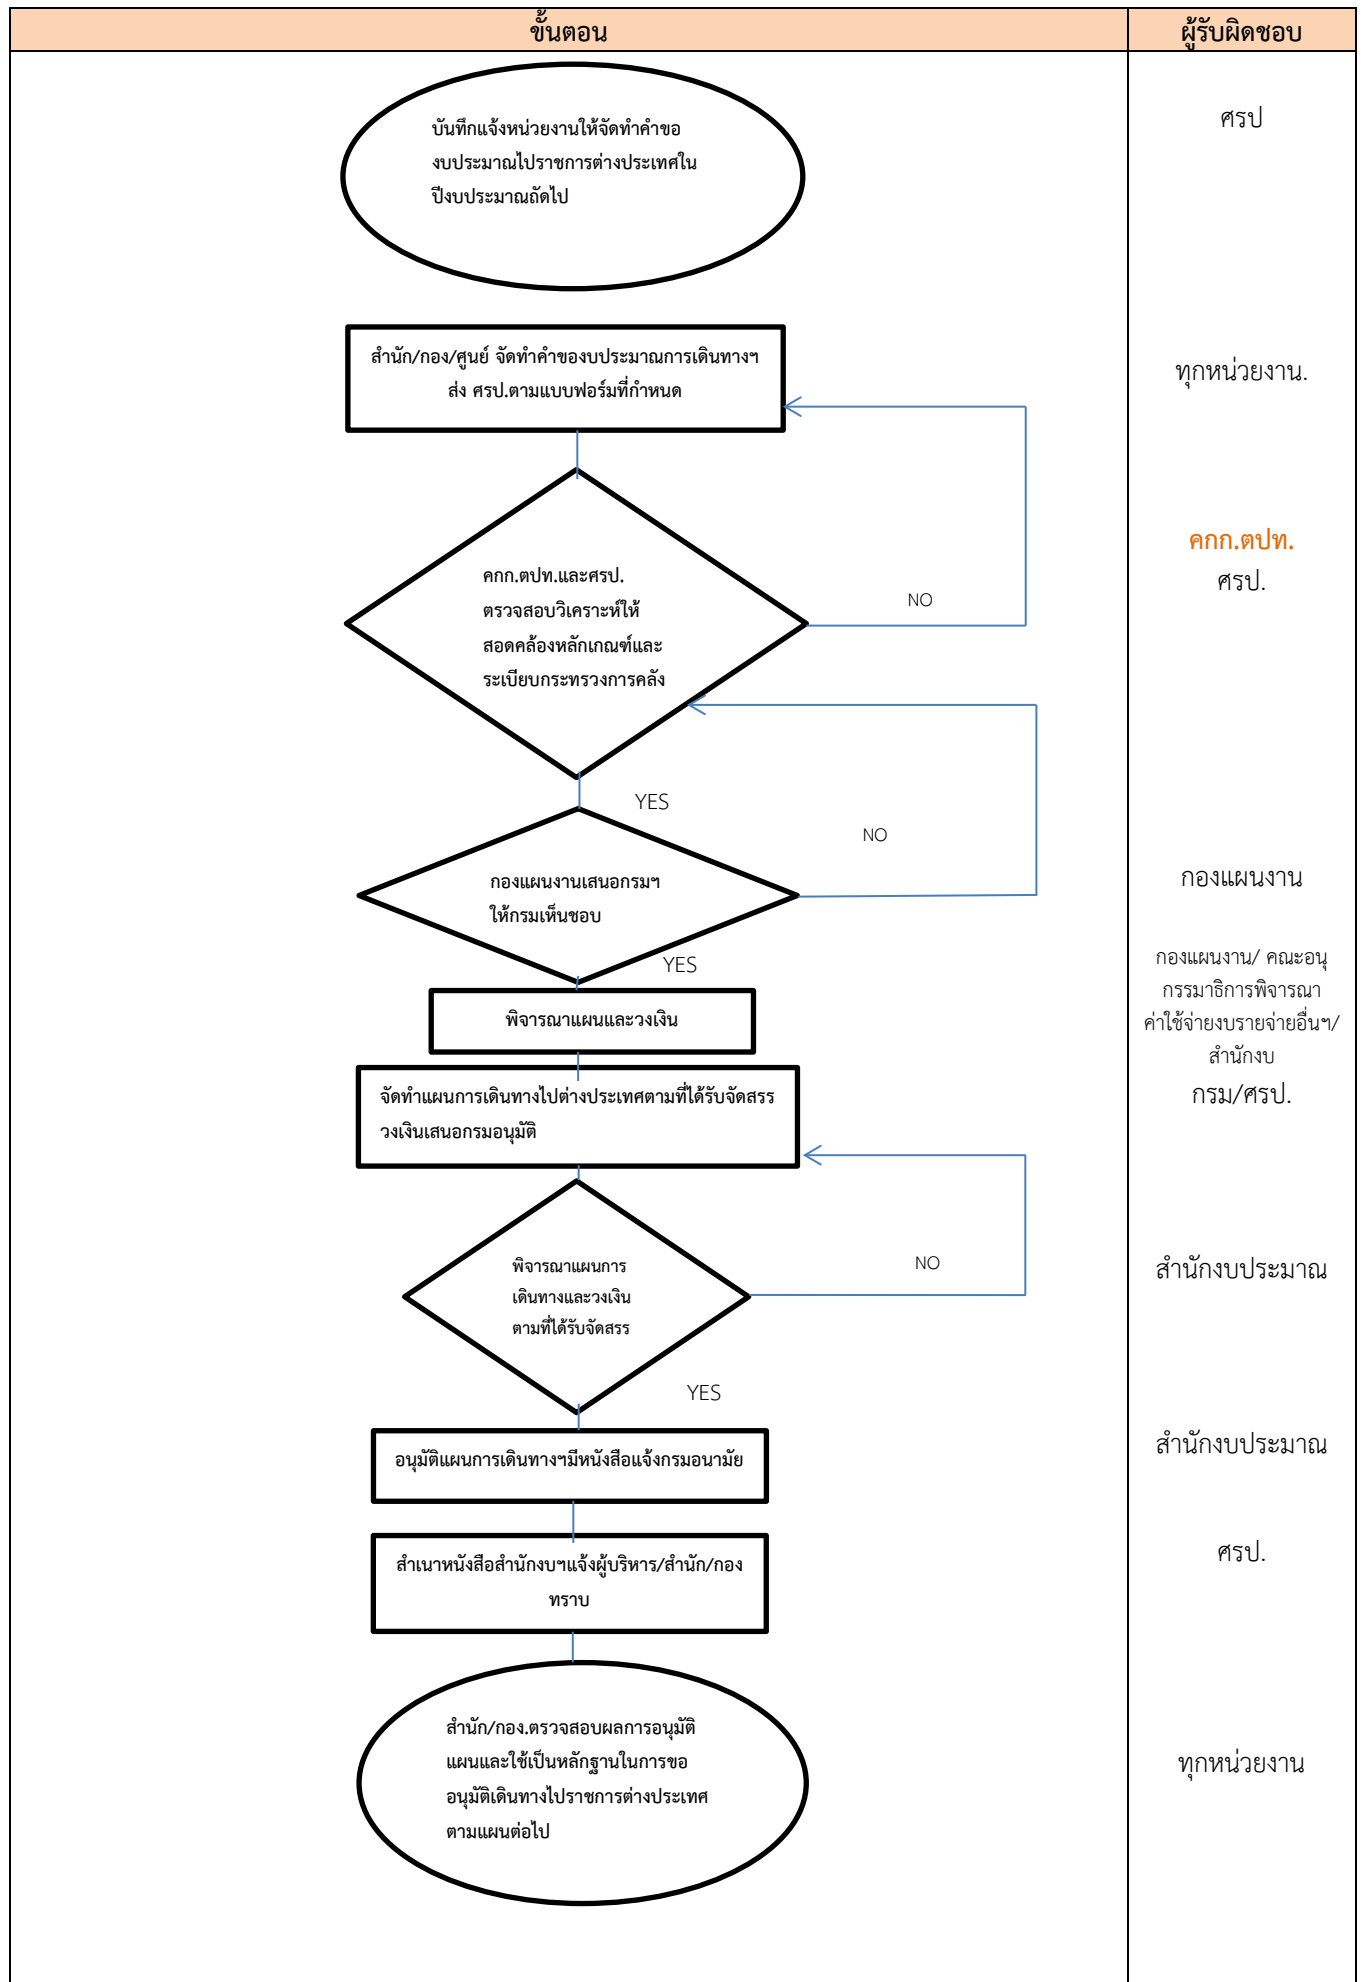 ขั้นตอน
ผู้รับผิดชอบ
บันทึกแจ้งหน่วยงานให้จัดทำคำขอ
งบประมาณไปราชการต่างประเทศใน
ปีงบประมาณถัดไป
ศรป
สำนัก/กอง/ศูนย์ จัดทำคำของบประมาณการเดินทางฯ
ส่ง ศรป.ตามแบบฟอร์มที่กำหนด
ทุกหน่วยงาน.
คกก.ตปท.และศรป.
ตรวจสอบวิเคราะห์ให้
สอดคล้องหลักเกณฑ์และ
ระเบียบกระทรวงการคลัง
NO
คกก.ตปท.
ศรป.
YES
NO
กองแผนงานเสนอกรมฯ
ให้กรมเห็นชอบ
กองแผนงาน
YES
พิจารณาแผนและวงเงิน
กองแผนงาน/ คณะอนุ
กรรมาธิการพิจารณา
ค่าใช้จ่ายงบรายจ่ายอื่นฯ/
สำนักงบ
จัดทำแผนการเดินทางไปต่างประเทศตามที่ได้รับจัดสรร
วงเงินเสนอกรมอนุมัติ
กรม/ศรป.
พิจารณาแผนการ
เดินทางและวงเงิน
ตามที่ได้รับจัดสรร
NO
สำนักงบประมาณ
YES
อนุมัติแผนการเดินทางฯมีหนังสือแจ้งกรมอนามัย
สำนักงบประมาณ
สำเนาหนังสือสำนักงบฯแจ้งผู้บริหาร/สำนัก/กอง
ทราบ
ศรป.
สำนัก/กอง.ตรวจสอบผลการอนุมัติ
แผนและใช้เป็นหลักฐานในการขอ
อนุมัติเดินทางไปราชการต่างประเทศ
ตามแผนต่อไป
ทุกหน่วยงาน